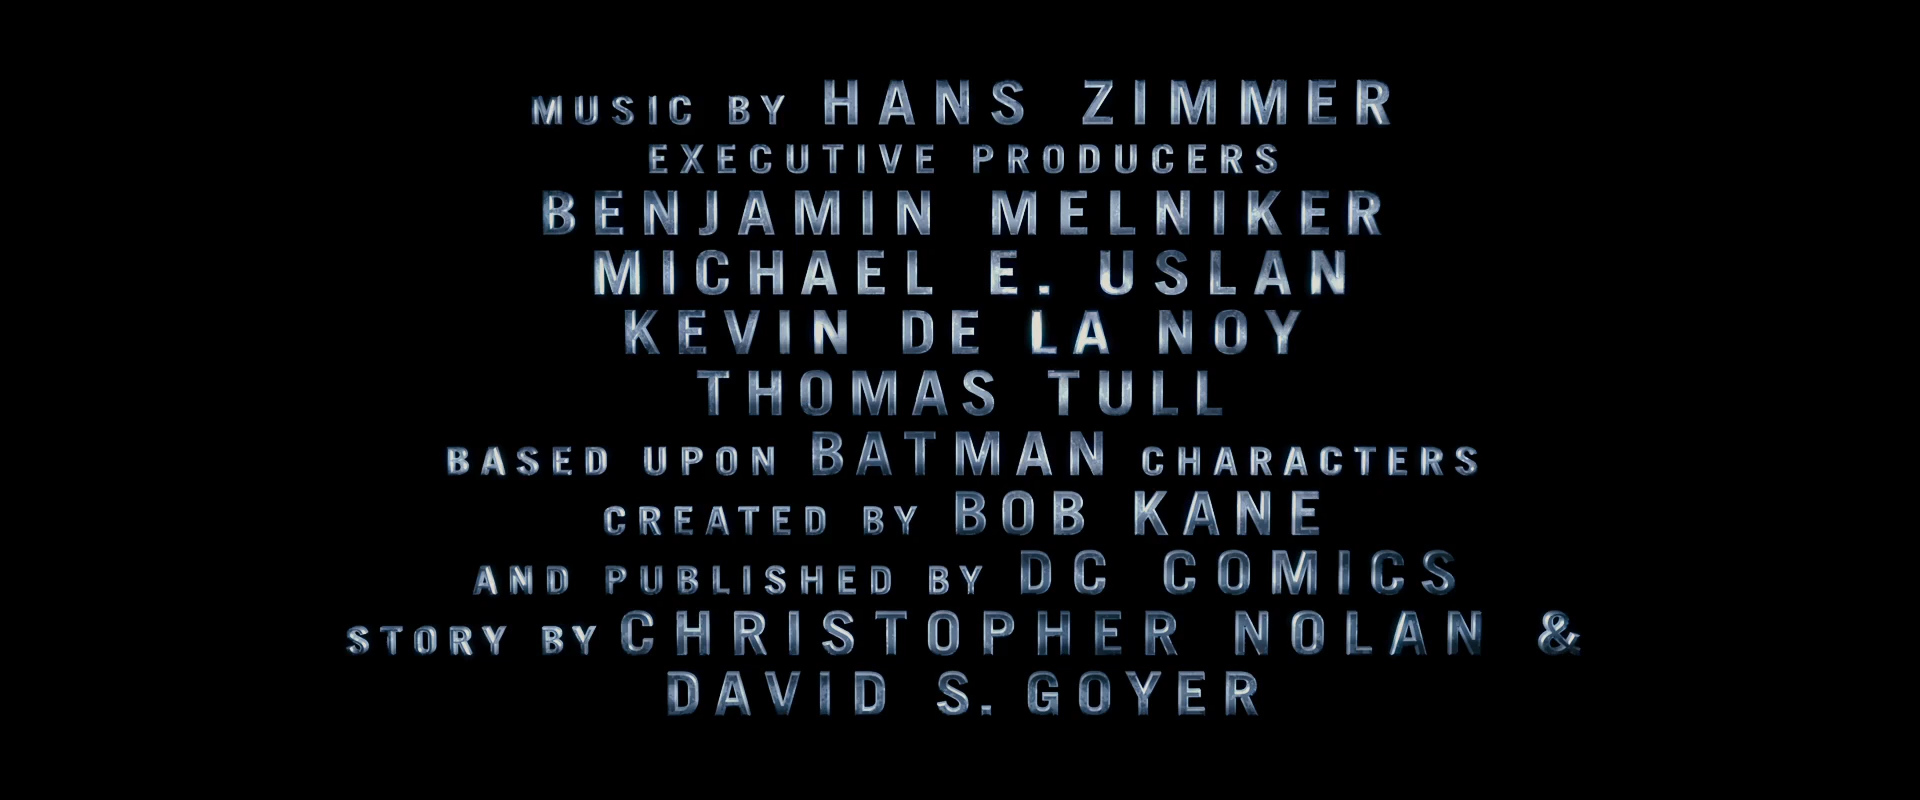 MUSIC BY HANS ZIMMER
EXECUTIVE PRODUCERS
BENJAMIN MELNIKER
MICHAEL E. USLAN
KEVIN DE LA NOY
THOMAS TULL
BASED UPON BATMAN CHARACTERS
CREATED BY BOB KANE
AND PUBLISHED BY DC COMICS
STORY BY CHRISTOPHER NOLAN &
DAVID S. GOYER